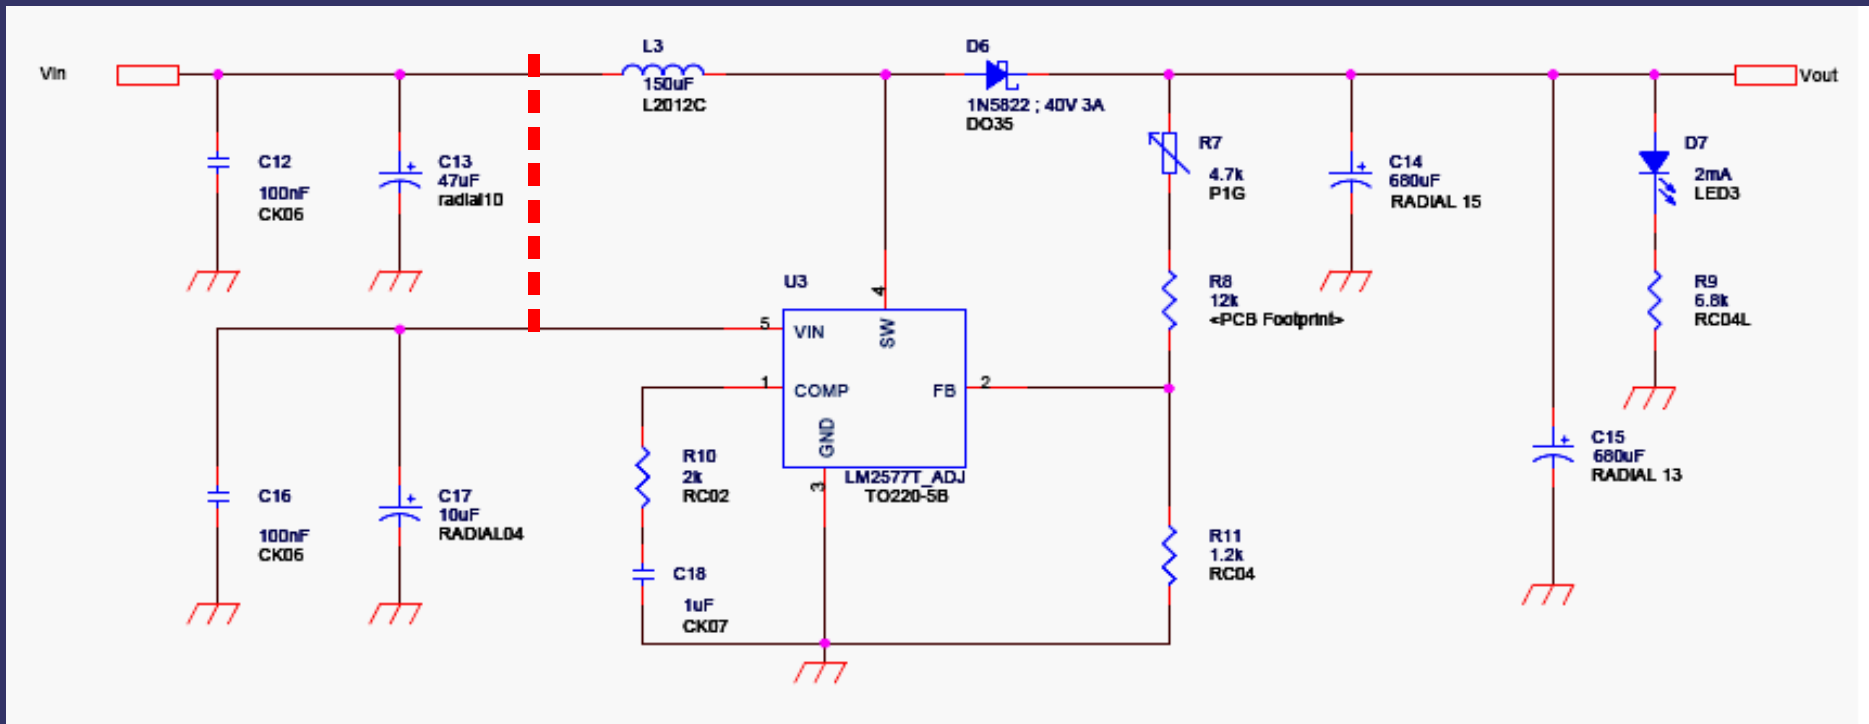 Vin
L3
150uF
L2012C
D6
1N5822 ; 40V 3A
DO35
Vout
C12
100nF
CK06
C13
47uF
radial10
R7
4.7k
P1G
C14
680uF
RADIAL 15
D7
2mA
LED3
R8
12k
<PCB Footprint>
R9
6.8k
RC04L
U3
4
5
VIN
SW
1
COMP
FB
2
GND
3
LM2577T_ADJ
TO220-5B
R10
2k
RC02
C15
680uF
RADIAL 13
C16
100nF
CK06
C17
10uF
RADIAL04
R11
1.2k
RC04
C18
1uF
CK07